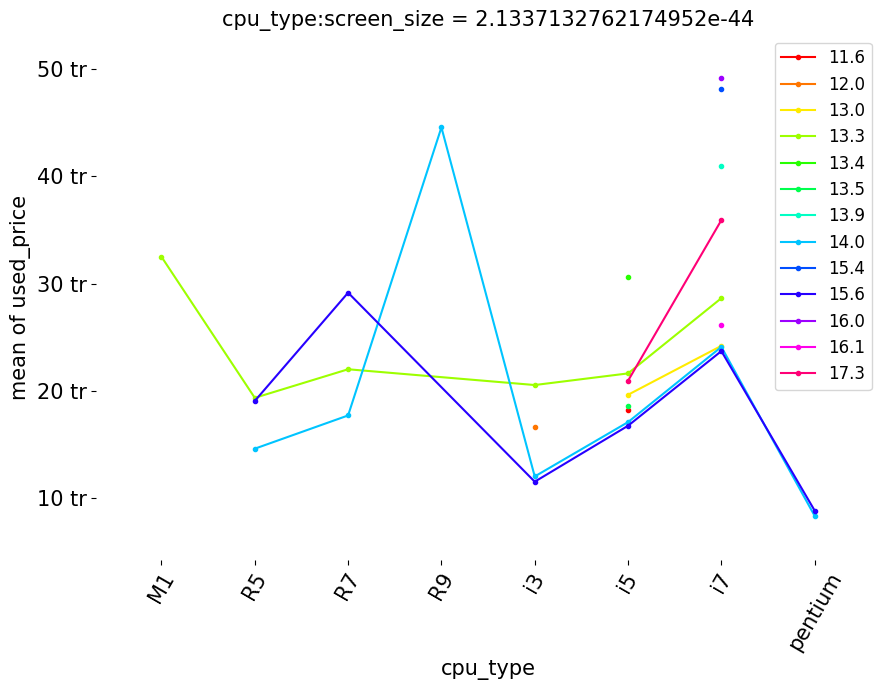 cpu_type:screen_size = 2.1337132762174952e-44
50 tr
40 tr
30 tr
20 tr
10 tr
mean of used_price
M1
R5
R7
R9
i3
i5
i7
pentium
cpu_type
11.6
12.0
13.0
13.3
13.4
13.5
13.9
14.0
15.4
15.6
16.0
16.1
17.3